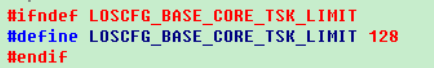 #ifndef LOSCFG_BASE_CORE_TSK_LIMIT
#define LOSCFG_BASE_CORE_TSK_LIMIT 128
#endif